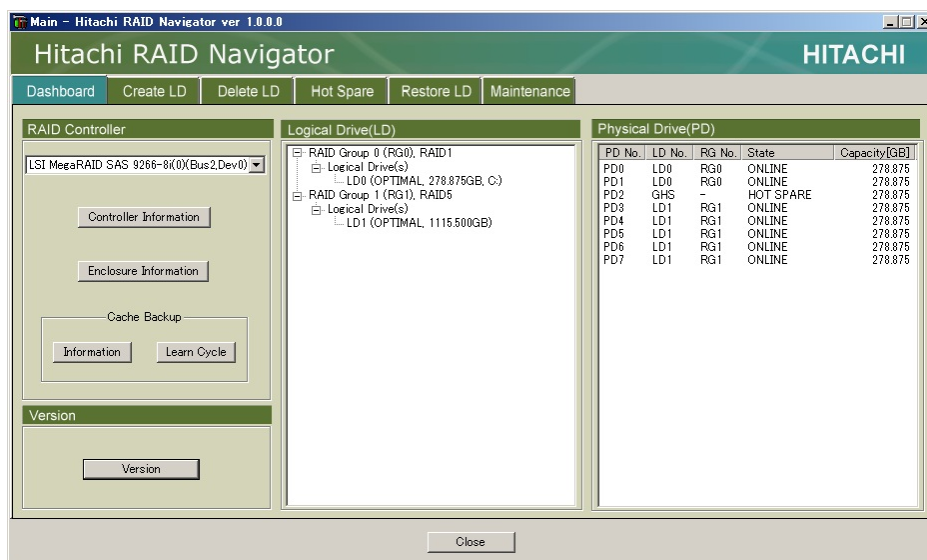 Main - Hitachi RAID Navigator ver 1.0.0.0
Hitachi RAID Navigator
HITACHI
Dashboard Create LD Delete LD Hot Spare Restore LD Maintenance
RAID Controller
LSI MegaRAID SAS 9266-8i(0)(Bus2,Dev0)
Controller Information
Enclosure Information
Cache Backup
Information Learn Cycle
Version
Version
Logical Drive(LD)
RAID Group 0 (RG0), RAID1
Logical Drive(s)
LD0 (OPTIMAL, 278.875GB, C:)
RAID Group 1 (RG1), RAID5
Logical Drive(s)
LD1 (OPTIMAL, 1115.500GB)
Physical Drive(PD)
PD No. LD No. RG No. State Capacity[GB]
PD0 LD0 RG0 ONLINE 278.875
PD1 LD0 RG0 ONLINE 278.875
PD2 GHS - HOT SPARE 278.875
PD3 LD1 RG1 ONLINE 278.875
PD4 LD1 RG1 ONLINE 278.875
PD5 LD1 RG1 ONLINE 278.875
PD6 LD1 RG1 ONLINE 278.875
PD7 LD1 RG1 ONLINE 278.875
Close